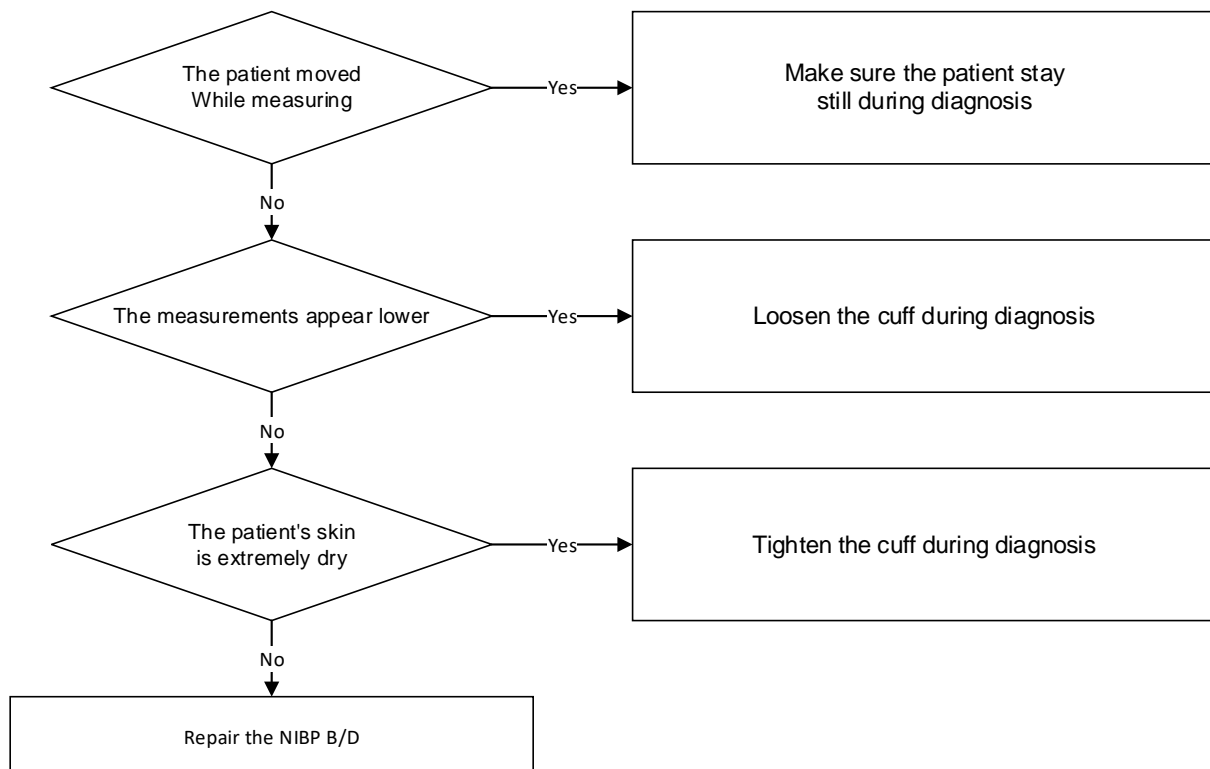 The patient moved
While measuring
Yes
Make sure the patient stay
still during diagnosis
No
The measurements appear lower
Yes
Loosen the cuff during diagnosis
No
The patient's skin
is extremely dry
Yes
Tighten the cuff during diagnosis
No
Repair the NIBP B/D